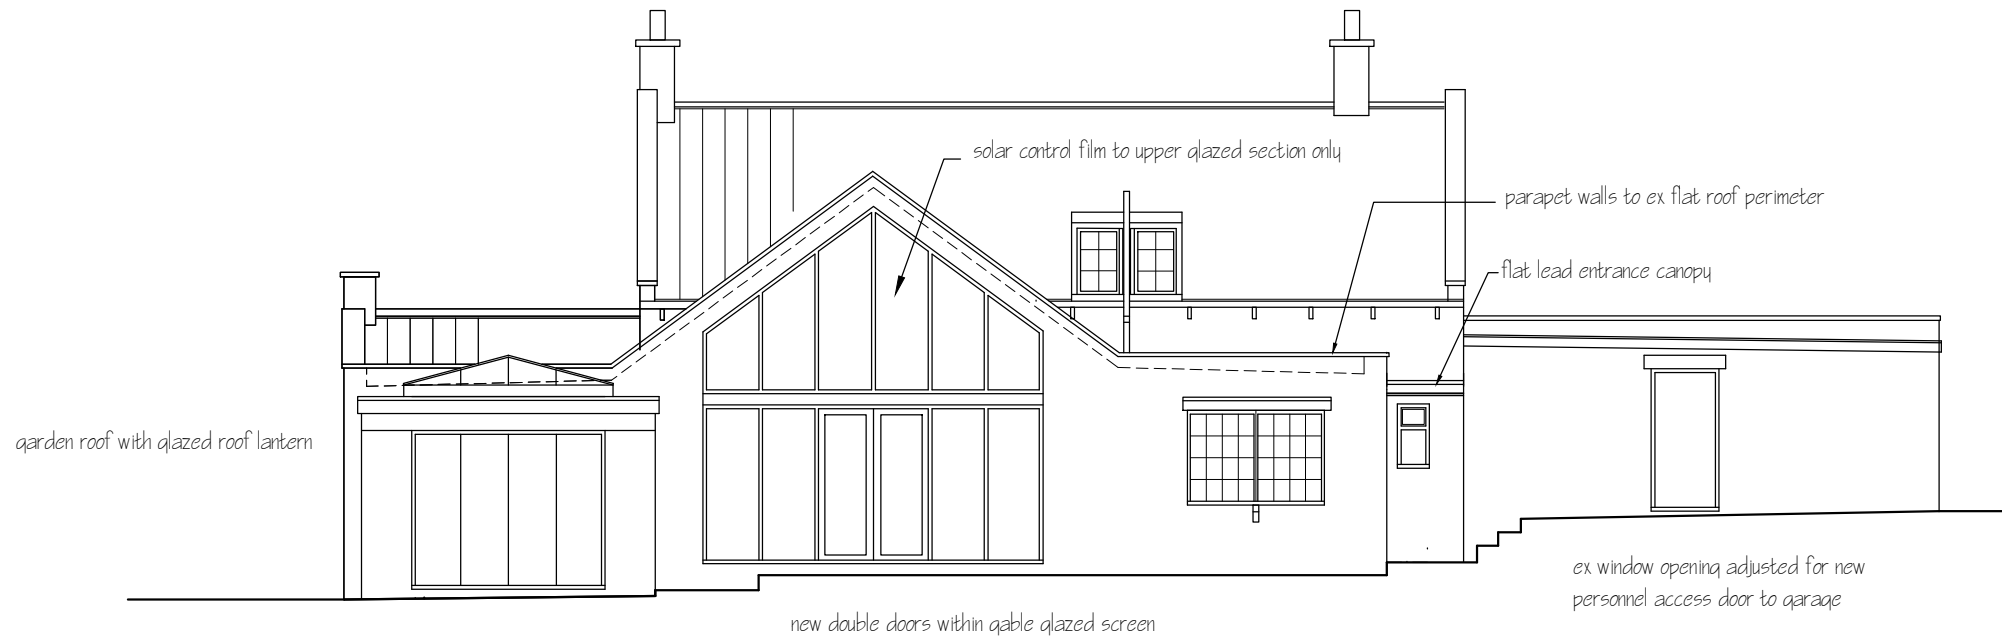 solar control film to upper glazed section only
parapet walls to ex flat roof perimeter
flat lead entrance canopy
garden roof with glazed roof lantern
ex window opening adjusted for new
personnel access door to garage
new double doors within gable glazed screen